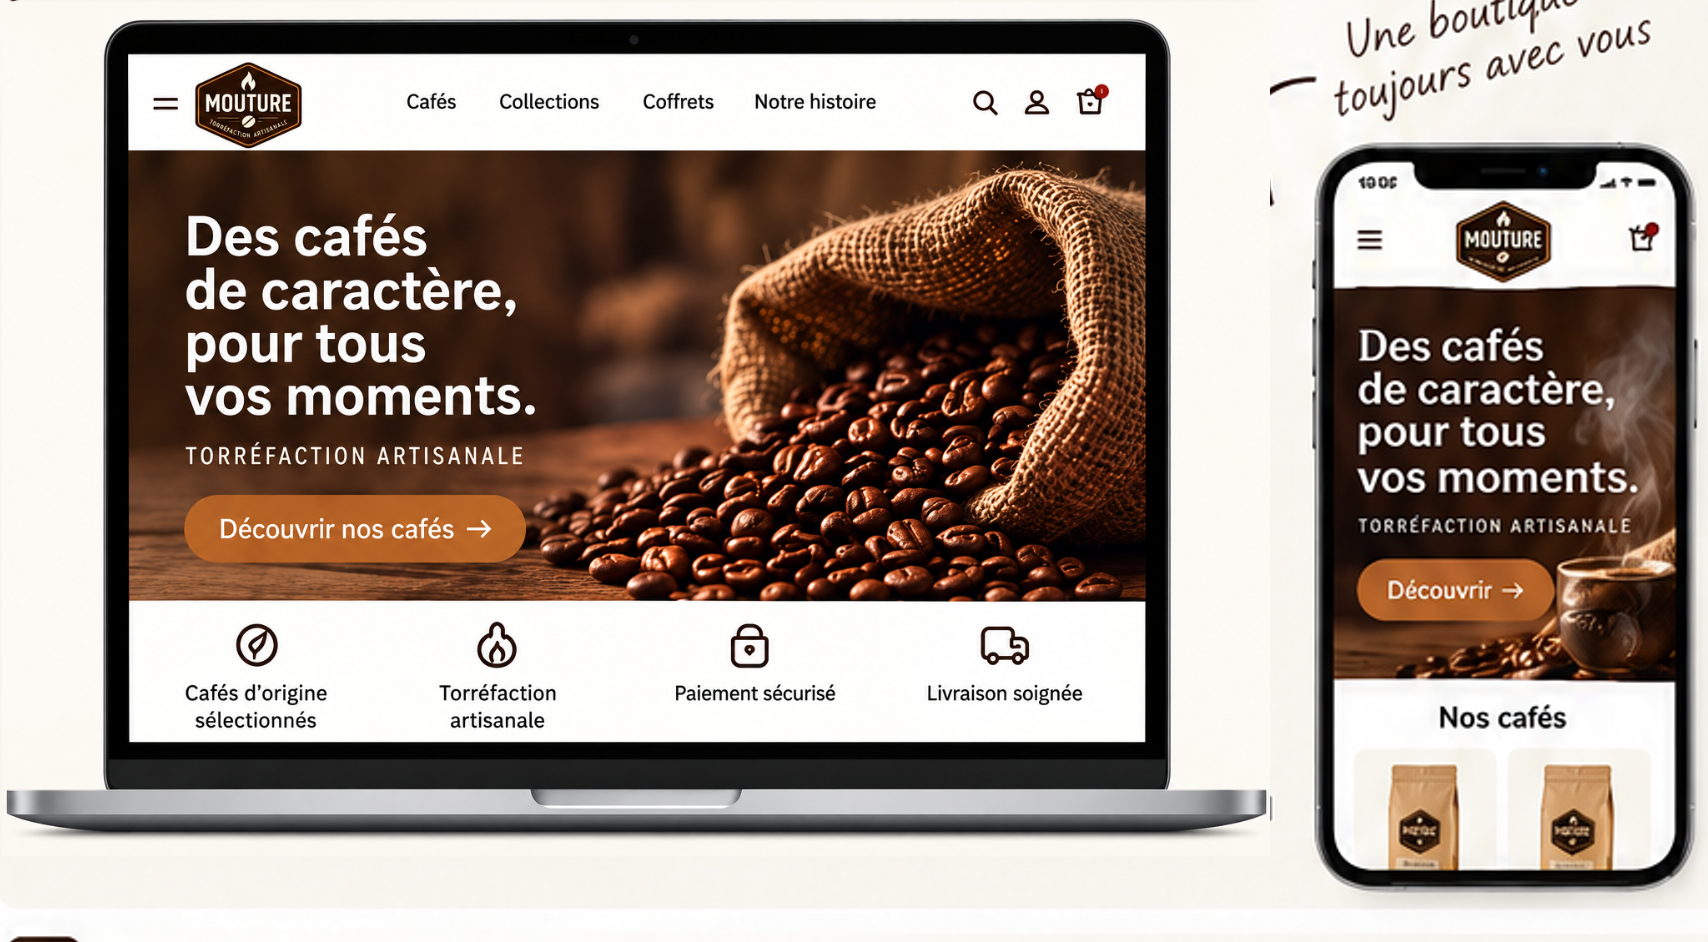 MOUTURE
TORRÉFACTION ARTISANALE
Cafés
Collections
Coffrets
Notre histoire
Des cafés
de caractère,
pour tous
vos moments.
TORRÉFACTION ARTISANALE
Découvrir nos cafés →
Cafés d’origine
sélectionnés
Torréfaction
artisanale
Paiement sécurisé
Livraison soignée
Une boutique
toujours avec vous
MOUTURE
Des cafés
de caractère,
pour tous
vos moments.
TORRÉFACTION ARTISANALE
Découvrir →
Nos cafés